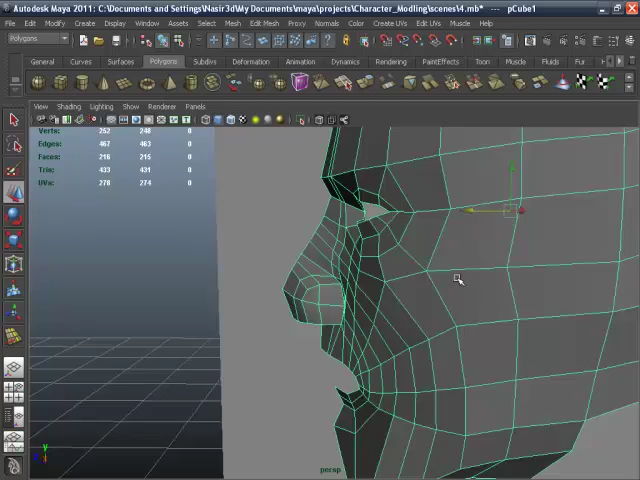 Autodesk Maya 2011: C:\Documents and Settings\Nasir3d\My Documents\maya\projects\Character_Modling\scenes\4.mb* --- pCube1
File Edit Modify Create Display Window Assets Select Mesh Edit Mesh Proxy Normals Color Create UVs Edit UVs Muscle
Polygons
General Curves Surfaces Polygons Subdivs Deformation Animation Dynamics Rendering PaintEffects Toon Muscle Fluids Fur
View Shading Lighting Show Renderer Panels
Verts: 252 248 0
Edges: 467 463 0
Faces: 216 215 0
Tris: 433 431 0
UVs: 278 274 0
y
persp